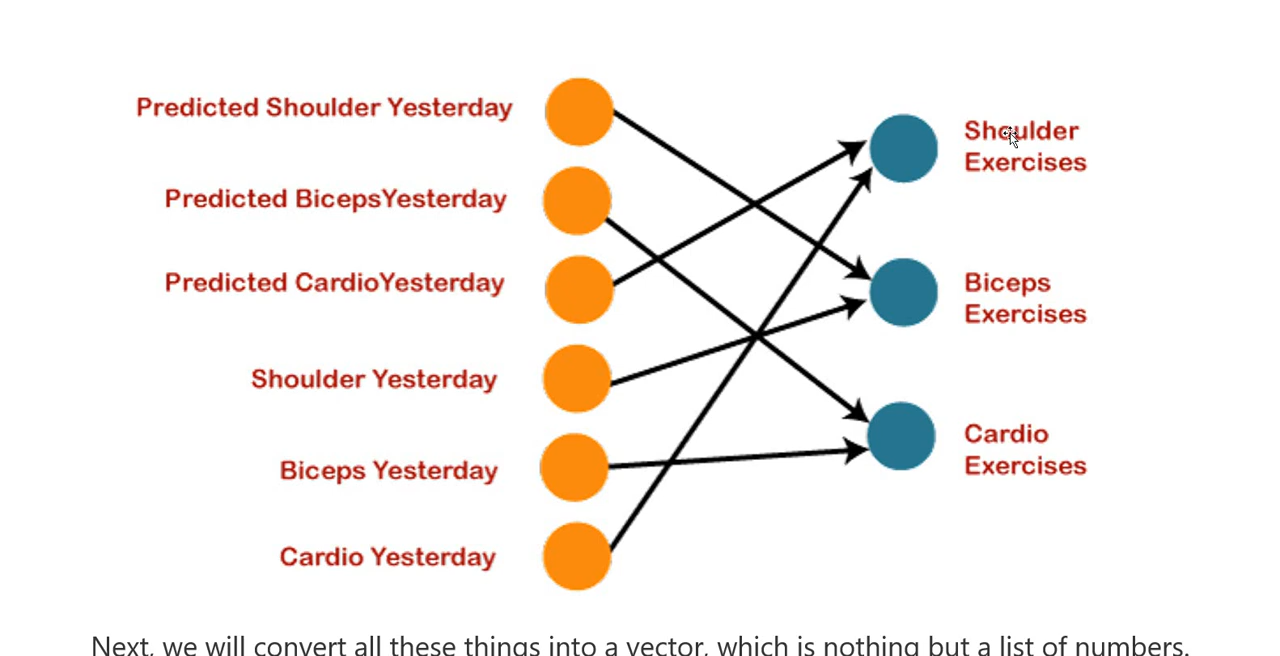 Predicted Shoulder Yesterday
Predicted BicepsYesterday
Predicted CardioYesterday
Shoulder Yesterday
Biceps Yesterday
Cardio Yesterday
Shoulder
Exercises
Biceps
Exercises
Cardio
Exercises
Next, we will convert all these things into a vector, which is nothing but a list of numbers.